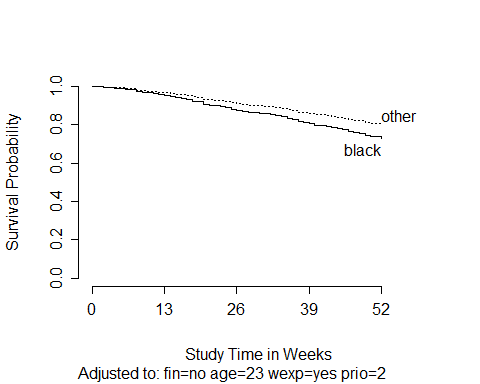 Survival Probability
1.0
0.8
0.6
0.4
0.2
0.0
other
black
0 13 26 39 52
Study Time in Weeks
Adjusted to: fin=no age=23 wexp=yes prio=2